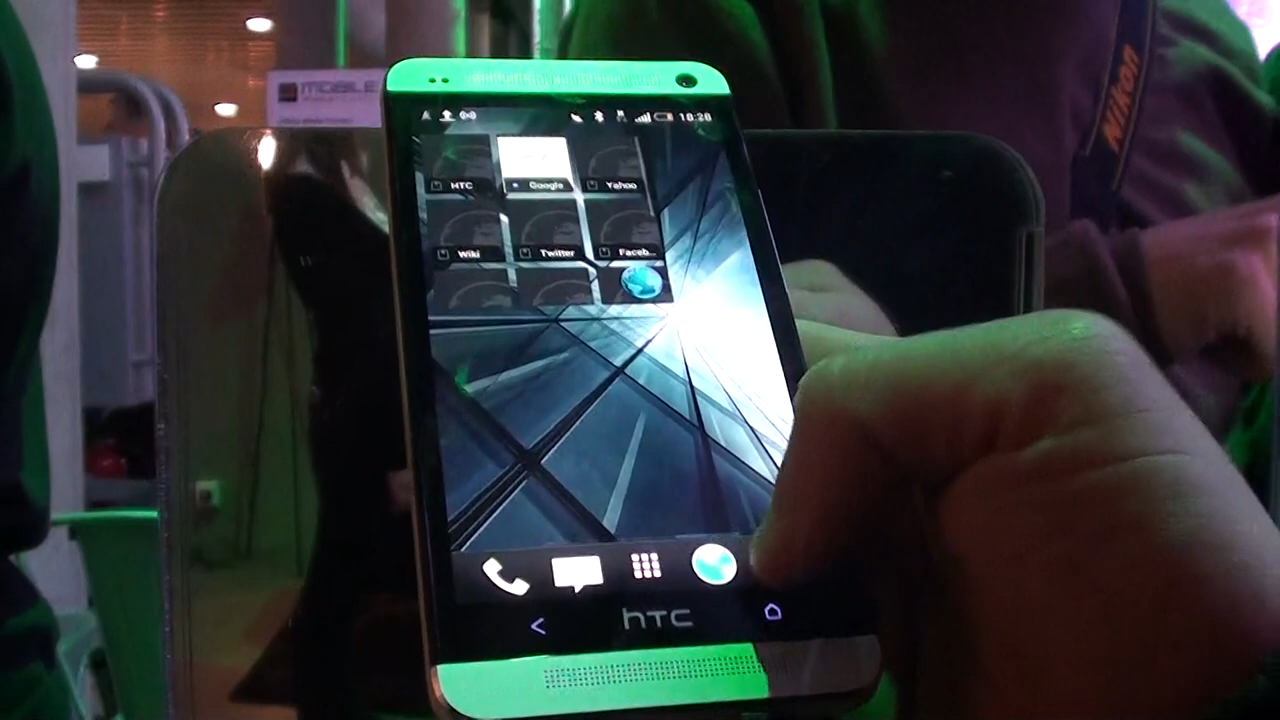 MOBILE
Nikon
10:28
HTC
Google
Yahoo
Wiki
Twitter
Faceb...
hTC